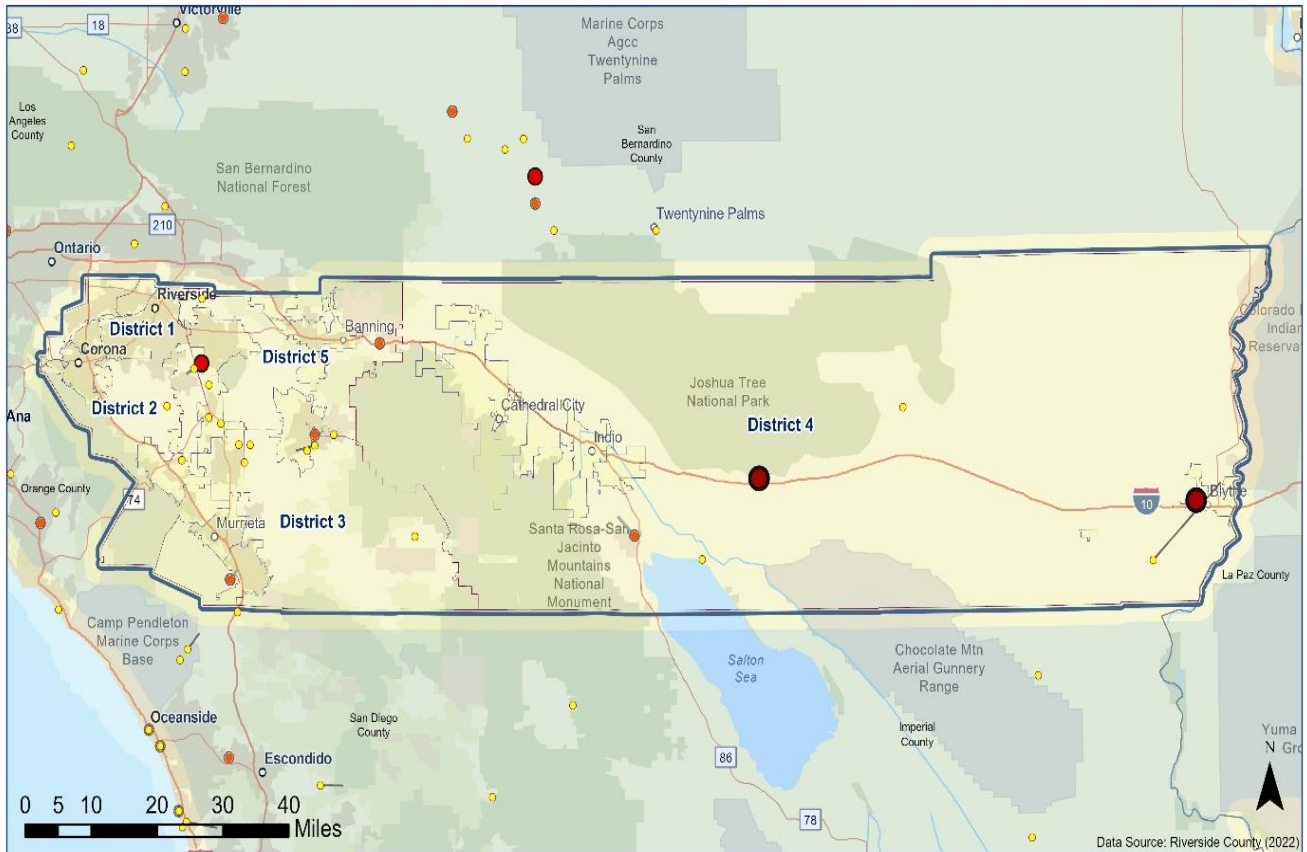 Victorville
18
Marine Corps
Agcc
Twentynine
Palms
Los
Angeles
County
San
Bernardino
County
San Bernardino
National Forest
210
Twentynine Palms
Ontario
Riverside
Banning
District 1
District 5
Corona
Joshua Tree
National Park
District 2
Cathedral City
District 4
Ana
Indio
Orange County
74
10
Blythe
Murrieta
District 3
Santa Rosa-San
Jacinto
Mountains
National
Monument
La Paz County
Camp Pendleton
Marine Corps
Base
Salton
Sea
Chocolate Mtn
Aerial Gunnery
Range
Oceanside
San Diego
County
Imperial
County
Yuma
N
Escondido
86
78
0 5 10 20 30 40
Miles
Data Source: Riverside County (2022)